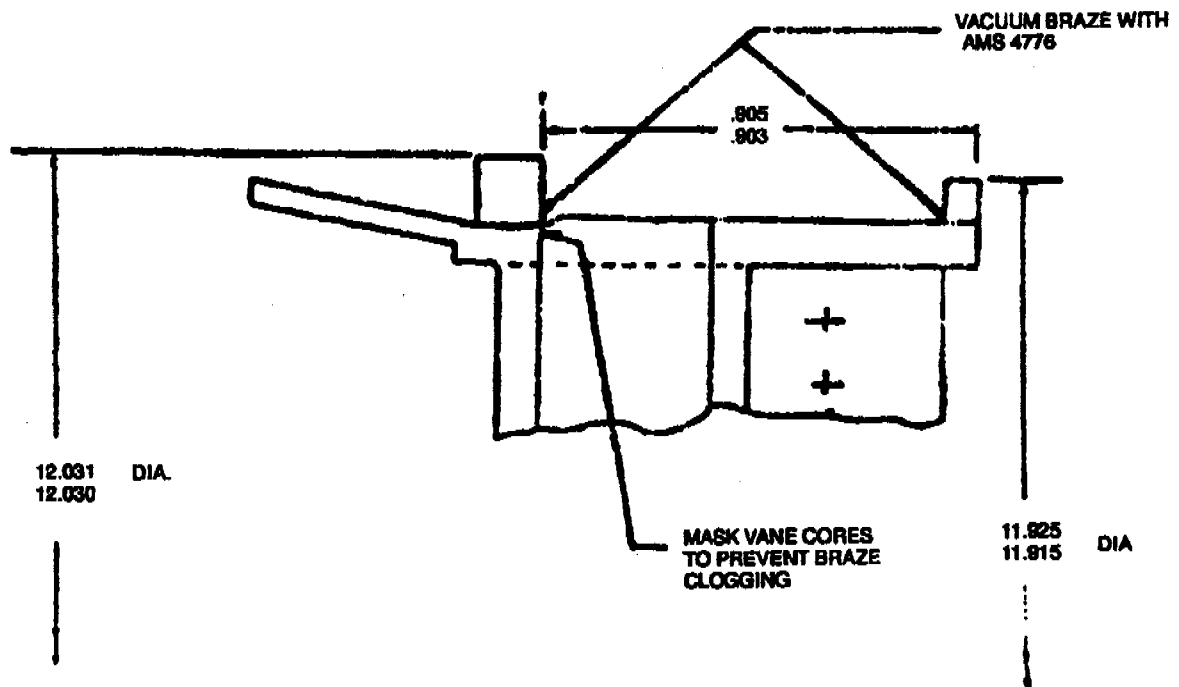 VACUUM BRAZE WITH
AMS 4776
.905
.903
12.031 DIA.
12.030
MASK VANE CORES
TO PREVENT BRAZE
CLOGGING
11.925 DIA
11.915